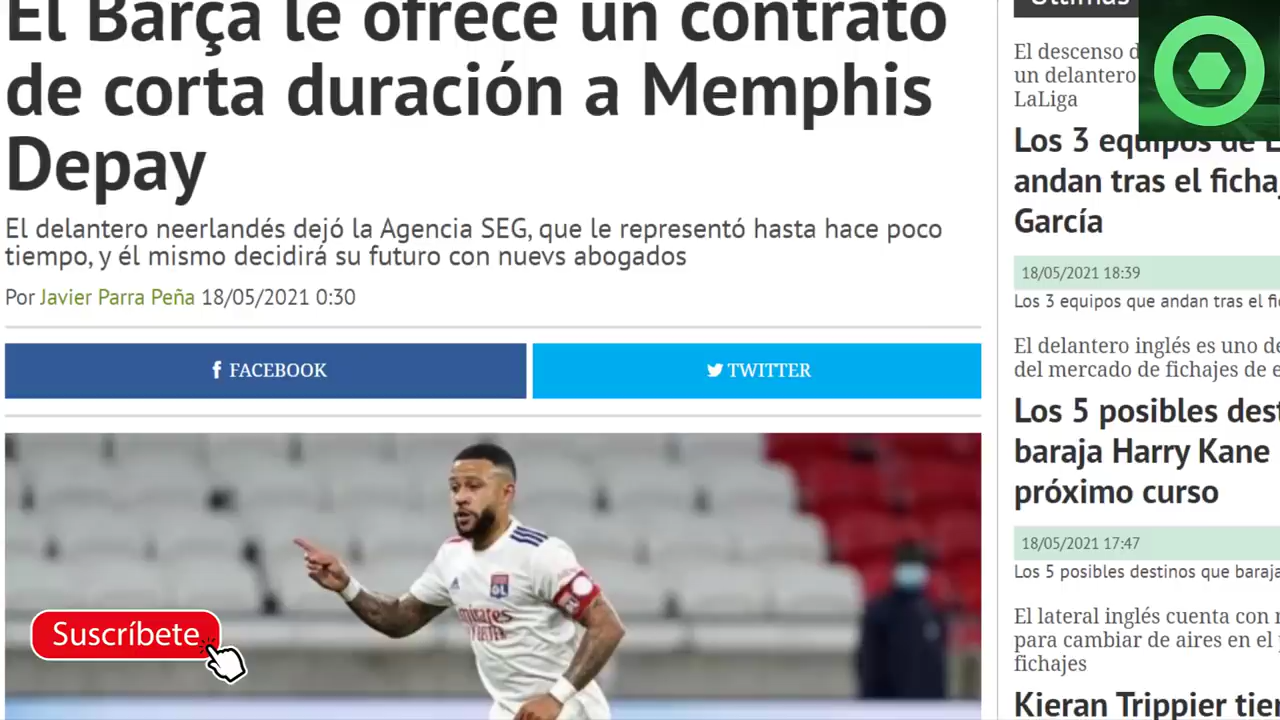 El Barça le ofrece un contrato
de corta duración a Memphis
Depay
El delantero neerlandés dejó la Agencia SEG, que le representó hasta hace poco
tiempo, y él mismo decidirá su futuro con nuevs abogados
Por Javier Parra Peña 18/05/2021 0:30
FACEBOOK
TWITTER
Suscríbete
Últimas
El descenso
un delantero
LaLiga
Los 3 equipos de
andan tras el
García
18/05/2021 18:39
Los 3 equipos que andan tras el
El delantero inglés es uno
del mercado de fichajes de
Los 5 posibles
baraja Harry Kane
próximo curso
18/05/2021 17:47
Los 5 posibles destinos que
El lateral inglés cuenta con
para cambiar de aires en el
fichajes
Kieran Trippier